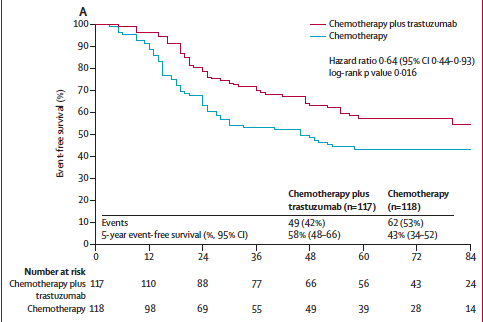 A
Chemotherapy plus trastuzumab
Chemotherapy
Hazard ratio 0·64 (95% CI 0·44–0·93)
log-rank p value 0·016
Event-free survival (%)
100
90
80
70
60
50
40
30
20
10
0
Chemotherapy plus trastuzumab (n=117) Chemotherapy (n=118)
Events 49 (42%) 62 (53%)
5-year event-free survival (%, 95% CI) 58% (48–66) 43% (34–52)
0 12 24 36 48 60 72 84
Number at risk
Chemotherapy plus trastuzumab 117 110 88 77 66 56 43 24
Chemotherapy 118 98 69 55 49 39 28 14